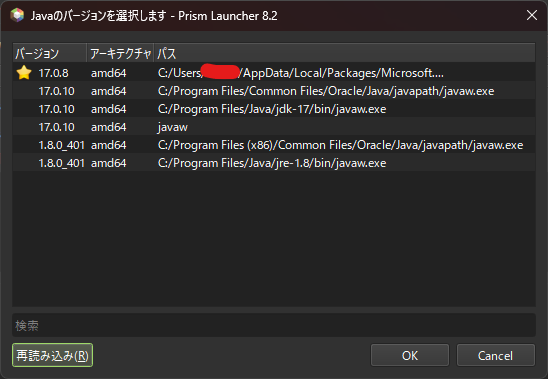 Javaのバージョンを選択します - Prism Launcher 8.2
バージョン アーキテクチャ パス
17.0.8 amd64 C:/Users/ /AppData/Local/Packages/Microsoft....
17.0.10 amd64 C:/Program Files/Common Files/Oracle/Java/javapath/javaw.exe
17.0.10 amd64 C:/Program Files/Java/jdk-17/bin/javaw.exe
17.0.10 amd64 javaw
1.8.0_401 amd64 C:/Program Files (x86)/Common Files/Oracle/Java/javapath/javaw.exe
1.8.0_401 amd64 C:/Program Files/Java/jre-1.8/bin/javaw.exe
検索
再読み込み(R) OK Cancel